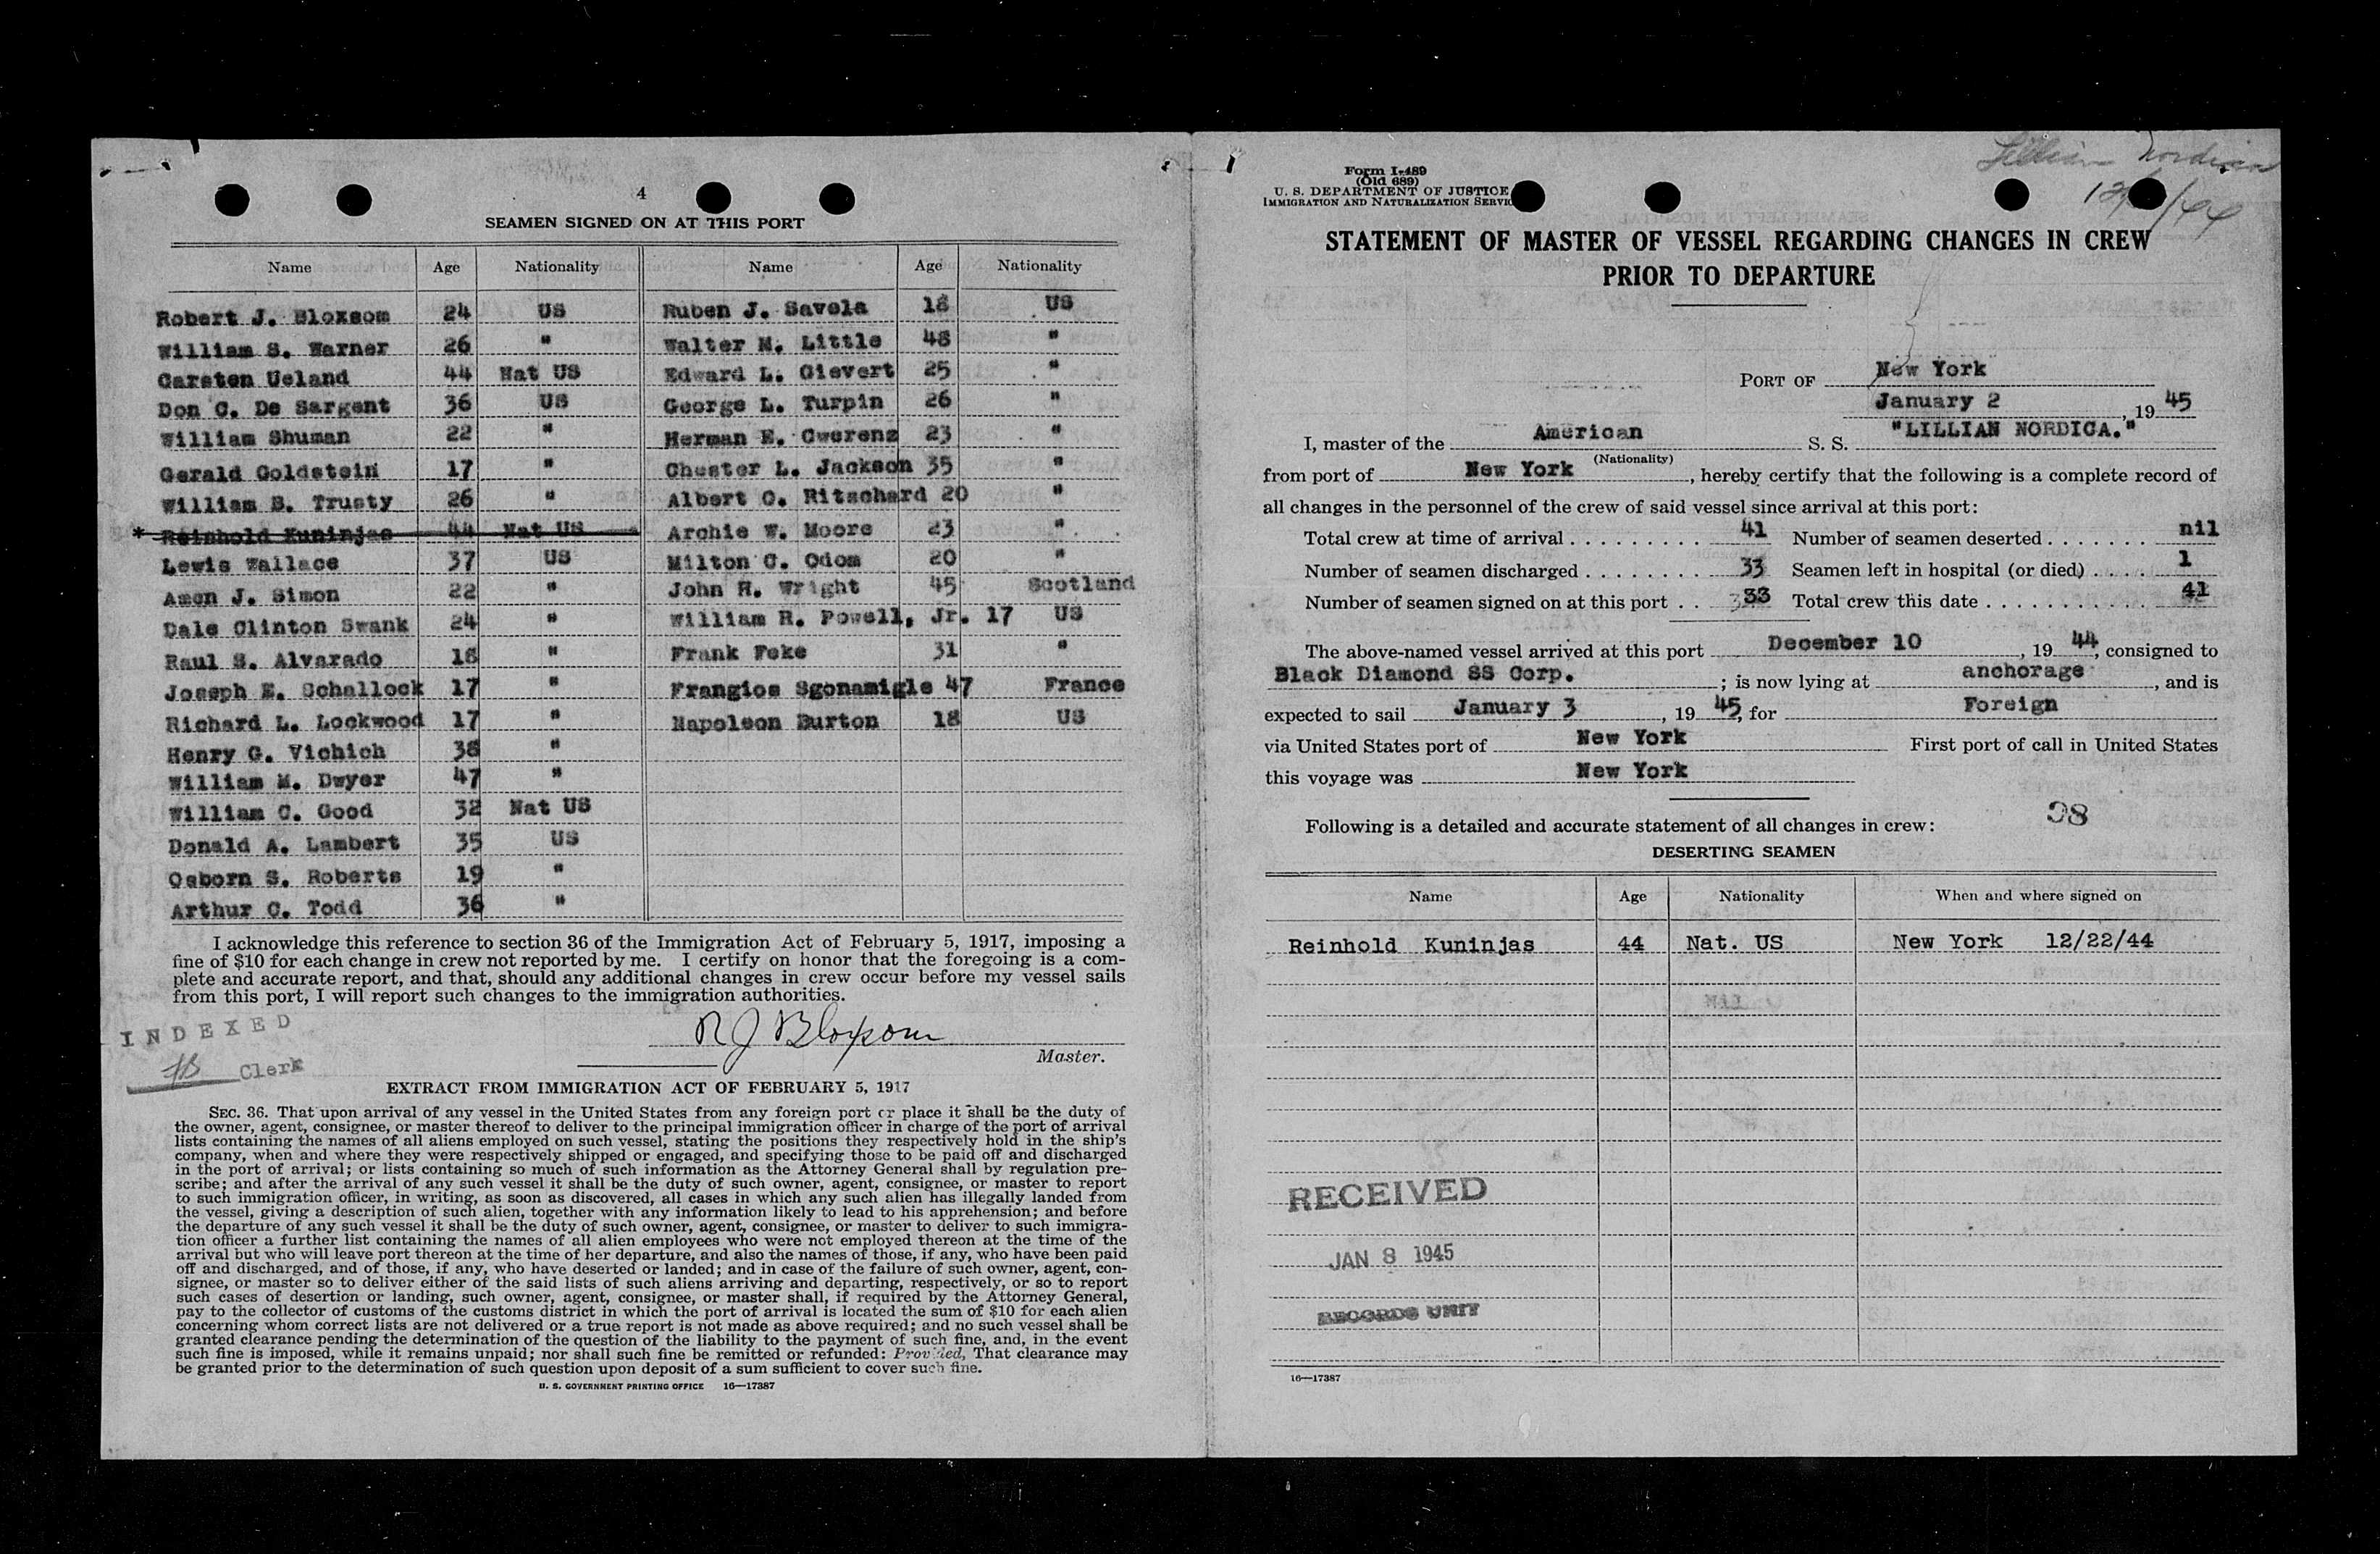 4
SEAMEN SIGNED ON AT THIS PORT
Name Age Nationality Name Age Nationality
Robert J. Bloxsom 24 US Ruben J. Savela 18 US
William S. Warner 26 " Walter M. Little 48 "
Carsten Ueland 44 Nat US Edward L. Gievert 25 "
Don C. De Sargent 36 US George L. Turpin 26 "
William Shuman 22 " Herman E. Cwerenz 23 "
Gerald Goldstein 17 " Chester L. Jackson 35 "
William B. Trusty 26 " Albert C. Ritschard 20 "
* Reinhold Kuninjas 44 Nat US Archie W. Moore 23 "
Lewis Wallace 37 US Milton C. Odom 20 "
Amon J. Simon 22 " John H. Wright 45 Scotland
Dale Clinton Swank 24 " William R. Powell, Jr. 17 US
Raul S. Alvarado 18 " Frank Feke 31 "
Joseph E. Schallock 17 " Frangios Sgonamigle 47 France
Richard L. Lockwood 17 " Napoleon Burton 18 US
Henry G. Vichich 38 "
William M. Dwyer 47 "
William C. Good 32 Nat US
Donald A. Lambert 35 US
Osborn S. Roberts 19 "
Arthur C. Todd 36 "
I acknowledge this reference to section 36 of the Immigration Act of February 5, 1917, imposing a
fine of $10 for each change in crew not reported by me. I certify on honor that the foregoing is a com-
plete and accurate report, and that, should any additional changes in crew occur before my vessel sails
from this port, I will report such changes to the immigration authorities.
INDEXED
Clerk
R J Bloxsom
Master.
EXTRACT FROM IMMIGRATION ACT OF FEBRUARY 5, 1917
SEC. 36. That upon arrival of any vessel in the United States from any foreign port or place it shall be the duty of
the owner, agent, consignee, or master thereof to deliver to the principal immigration officer in charge of the port of arrival
lists containing the names of all aliens employed on such vessel, stating the positions they respectively hold in the ship's
company, when and where they were respectively shipped or engaged, and specifying those to be paid off and discharged
in the port of arrival; or lists containing so much of such information as the Attorney General shall by regulation pre-
scribe; and after the arrival of any such vessel it shall be the duty of such owner, agent, consignee, or master to report
to such immigration officer, in writing, as soon as discovered, all cases in which any such alien has illegally landed from
the vessel, giving a description of such alien, together with any information likely to lead to his apprehension; and before
the departure of any such vessel it shall be the duty of such owner, agent, consignee, or master to deliver to such immigra-
tion officer a further list containing the names of all alien employees who were not employed thereon at the time of the
arrival but who will leave port thereon at the time of her departure, and also the names of those, if any, who have been paid
off and discharged, and of those, if any, who have deserted or landed; and in case of the failure of such owner, agent, con-
signee, or master so to deliver either of the said lists of such aliens arriving and departing, respectively, or so to report
such cases of desertion or landing, such owner, agent, consignee, or master shall, if required by the Attorney General,
pay to the collector of customs of the customs district in which the port of arrival is located the sum of $10 for each alien
concerning whom correct lists are not delivered or a true report is not made as above required; and no such vessel shall be
granted clearance pending the determination of the question of the liability to the payment of such fine, and, in the event
such fine is imposed, while it remains unpaid; nor shall such fine be remitted or refunded: Provided, That clearance may
be granted prior to the determination of such question upon deposit of a sum sufficient to cover such fine.
U. S. GOVERNMENT PRINTING OFFICE 16—17387
Lillian Nordica
Form I-489
(Old 689)
U. S. DEPARTMENT OF JUSTICE
IMMIGRATION AND NATURALIZATION SERVIC
STATEMENT OF MASTER OF VESSEL REGARDING CHANGES IN CREW
PRIOR TO DEPARTURE
PORT OF New York
January 2, 19 45
I, master of the American S. S. "LILLIAN NORDICA."
(Nationality)
from port of New York, hereby certify that the following is a complete record of
all changes in the personnel of the crew of said vessel since arrival at this port:
Total crew at time of arrival . . . . . . . . . 41 Number of seamen deserted . . . . . . . nil
Number of seamen discharged . . . . . . . . 33 Seamen left in hospital (or died) . . . . 1
Number of seamen signed on at this port . . 33 Total crew this date . . . . . . . . . . . 41
The above-named vessel arrived at this port December 10, 19 44, consigned to
Black Diamond SS Corp. ; is now lying at anchorage, and is
expected to sail January 3, 19 45, for Foreign
via United States port of New York First port of call in United States
this voyage was New York
98
Following is a detailed and accurate statement of all changes in crew:
DESERTING SEAMEN
Name Age Nationality When and where signed on
Reinhold Kuninjas 44 Nat. US New York 12/22/44
Nil
RECEIVED
JAN 8 1945
RECORDS UNIT
16—17387